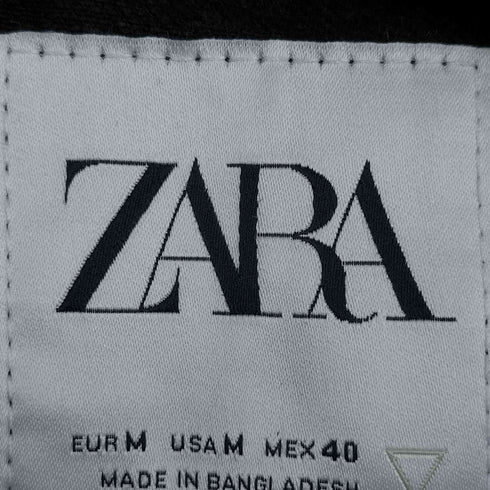 ZARA
EUR M USA M MEX 40
MADE IN BANGLADESH